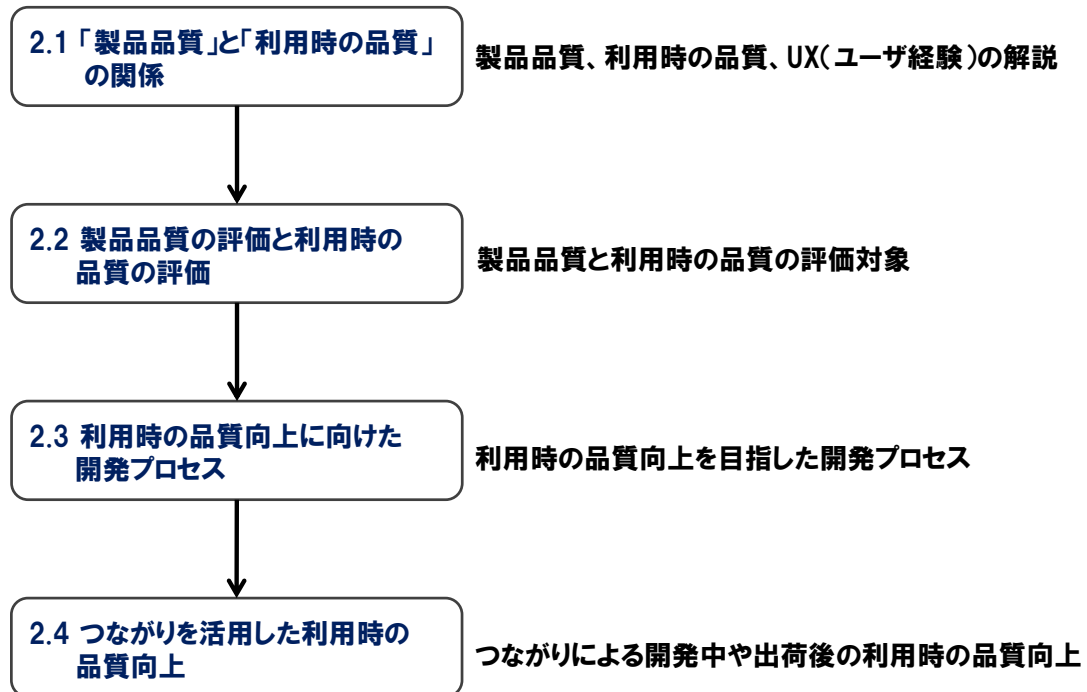 2.1「製品品質」と「利用時の品質」
の関係
製品品質、利用時の品質、UX(ユーザ経験)の解説
2.2 製品品質の評価と利用時の
品質の評価
製品品質と利用時の品質の評価対象
2.3 利用時の品質向上に向けた
開発プロセス
利用時の品質向上を目指した開発プロセス
2.4 つながりを活用した利用時の
品質向上
つながりによる開発中や出荷後の利用時の品質向上